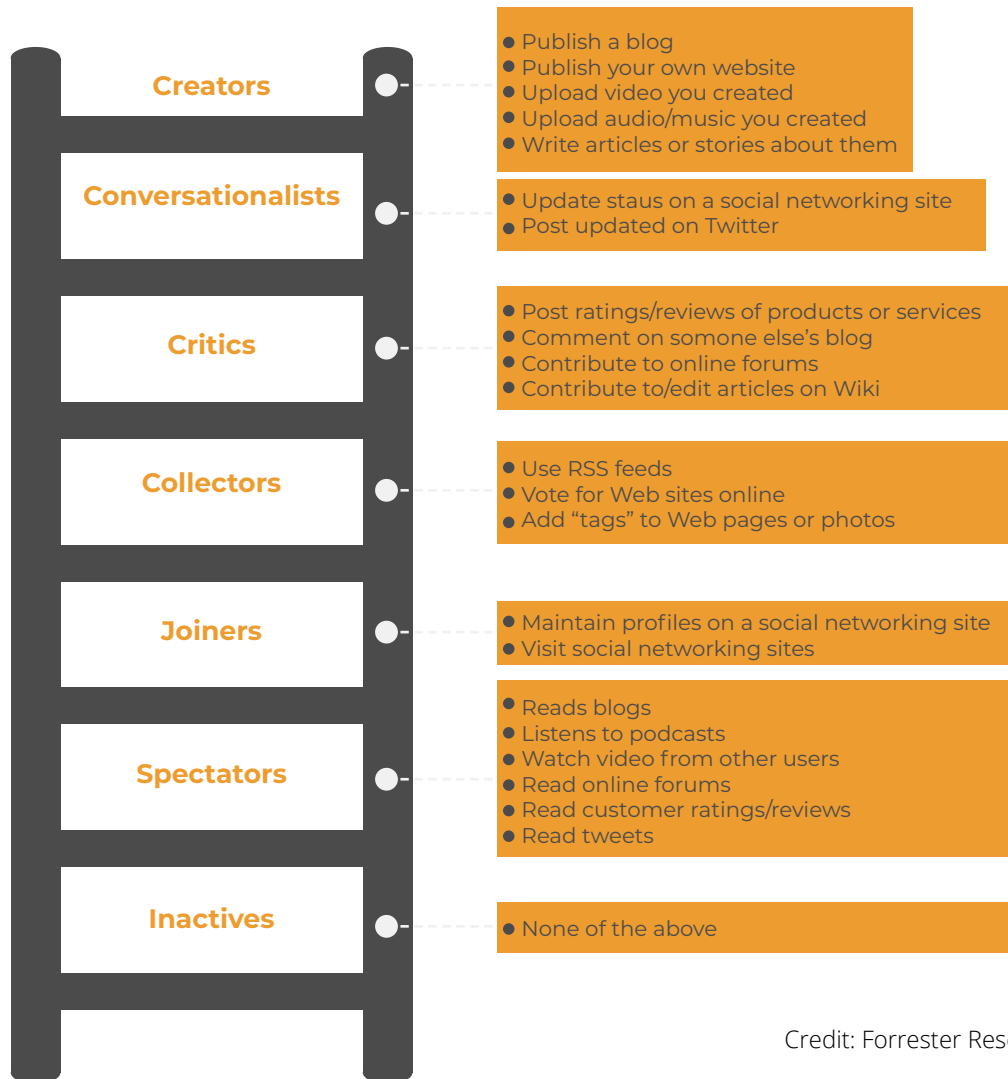 Creators
• Publish a blog
• Publish your own website
• Upload video you created
• Upload audio/music you created
• Write articles or stories about them
Conversationalists
• Update staus on a social networking site
• Post updated on Twitter
Critics
• Post ratings/reviews of products or services
• Comment on somone else’s blog
• Contribute to online forums
• Contribute to/edit articles on Wiki
Collectors
• Use RSS feeds
• Vote for Web sites online
• Add “tags” to Web pages or photos
Joiners
• Maintain profiles on a social networking site
• Visit social networking sites
Spectators
• Reads blogs
• Listens to podcasts
• Watch video from other users
• Read online forums
• Read customer ratings/reviews
• Read tweets
Inactives
• None of the above
Credit: Forrester